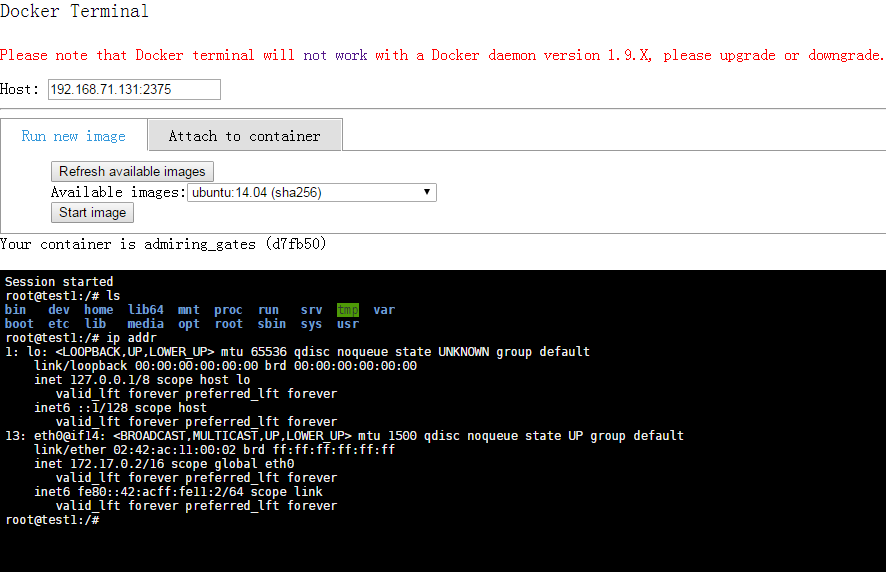 Docker Terminal
Please note that Docker terminal will not work with a Docker daemon version 1.9.X, please upgrade or downgrade.
Host: 192.168.71.131:2375
Run new image Attach to container
Refresh available images
Available images: ubuntu:14.04 (sha256)
Start image
Your container is admiring_gates (d7fb50)
Session started
root@test1:/# ls
bin dev home lib64 mnt proc run srv tmp var
boot etc lib media opt root sbin sys usr
root@test1:/# ip addr
1: lo: <LOOPBACK,UP,LOWER_UP> mtu 65536 qdisc noqueue state UNKNOWN group default
link/loopback 00:00:00:00:00:00 brd 00:00:00:00:00:00
inet 127.0.0.1/8 scope host lo
valid_lft forever preferred_lft forever
inet6 ::1/128 scope host
valid_lft forever preferred_lft forever
13: eth0@if14: <BROADCAST,MULTICAST,UP,LOWER_UP> mtu 1500 qdisc noqueue state UP group default
link/ether 02:42:ac:11:00:02 brd ff:ff:ff:ff:ff:ff
inet 172.17.0.2/16 scope global eth0
valid_lft forever preferred_lft forever
inet6 fe80::42:acff:fe11:2/64 scope link
valid_lft forever preferred_lft forever
root@test1:/#